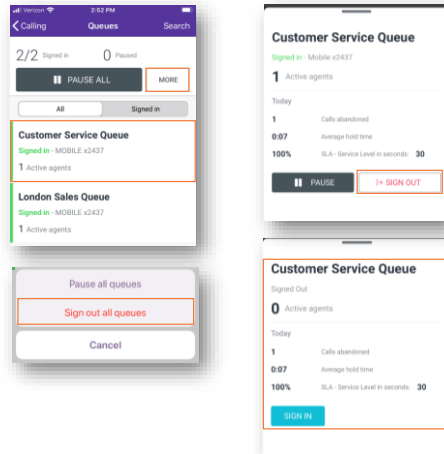 Verizon 2:52 PM
Calling Queues Search
2/2 Signed in 0 Paused
PAUSE ALL MORE
All Signed in
Customer Service Queue
Signed in - MOBILE x2437
1 Active agents
London Sales Queue
Signed in - MOBILE x2437
1 Active agents
Pause all queues
Sign out all queues
Cancel
Customer Service Queue
Signed in - Mobile x2437
1 Active agents
Today
1 Calls abandoned
0:07 Average hold time
100% SLA - Service Level in seconds: 30
PAUSE SIGN OUT
Customer Service Queue
Signed Out
0 Active agents
Today
1 Calls abandoned
0:07 Average hold time
100% SLA - Service Level in seconds: 30
SIGN IN